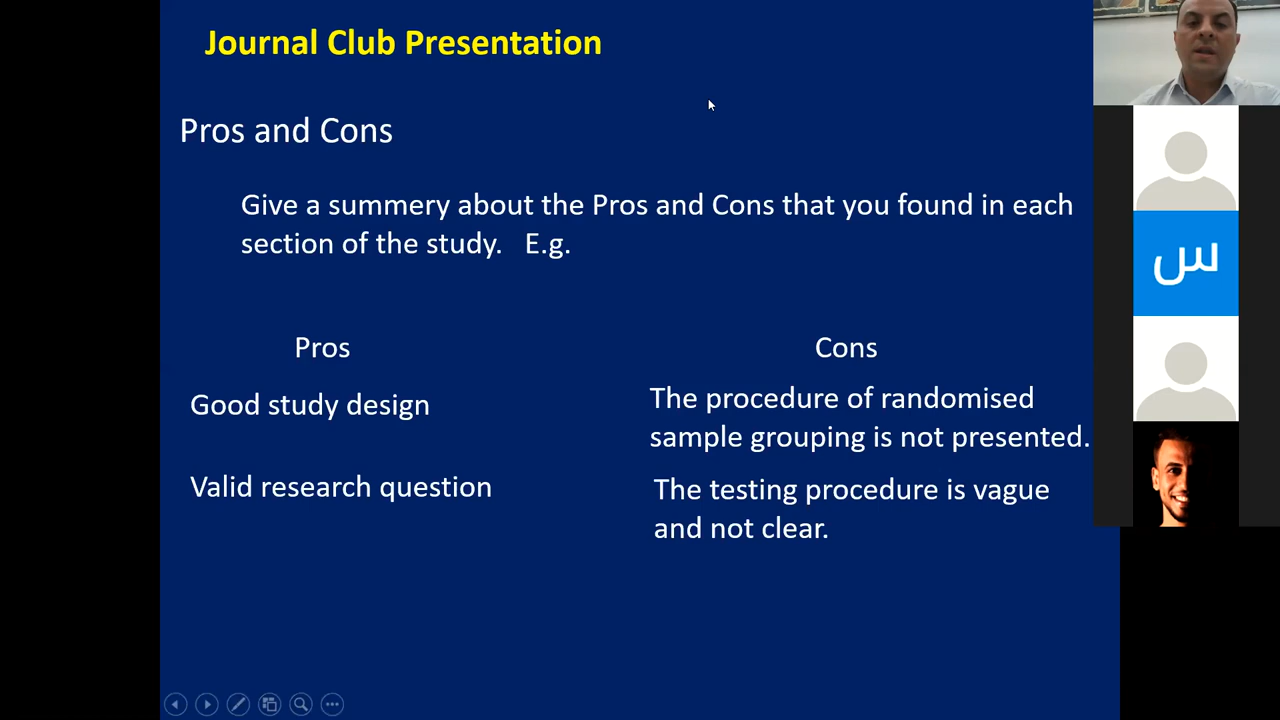 Journal Club Presentation
Pros and Cons
Give a summery about the Pros and Cons that you found in each
section of the study. E.g.
Pros
Cons
Good study design
The procedure of randomised
sample grouping is not presented.
Valid research question
The testing procedure is vague
and not clear.
س